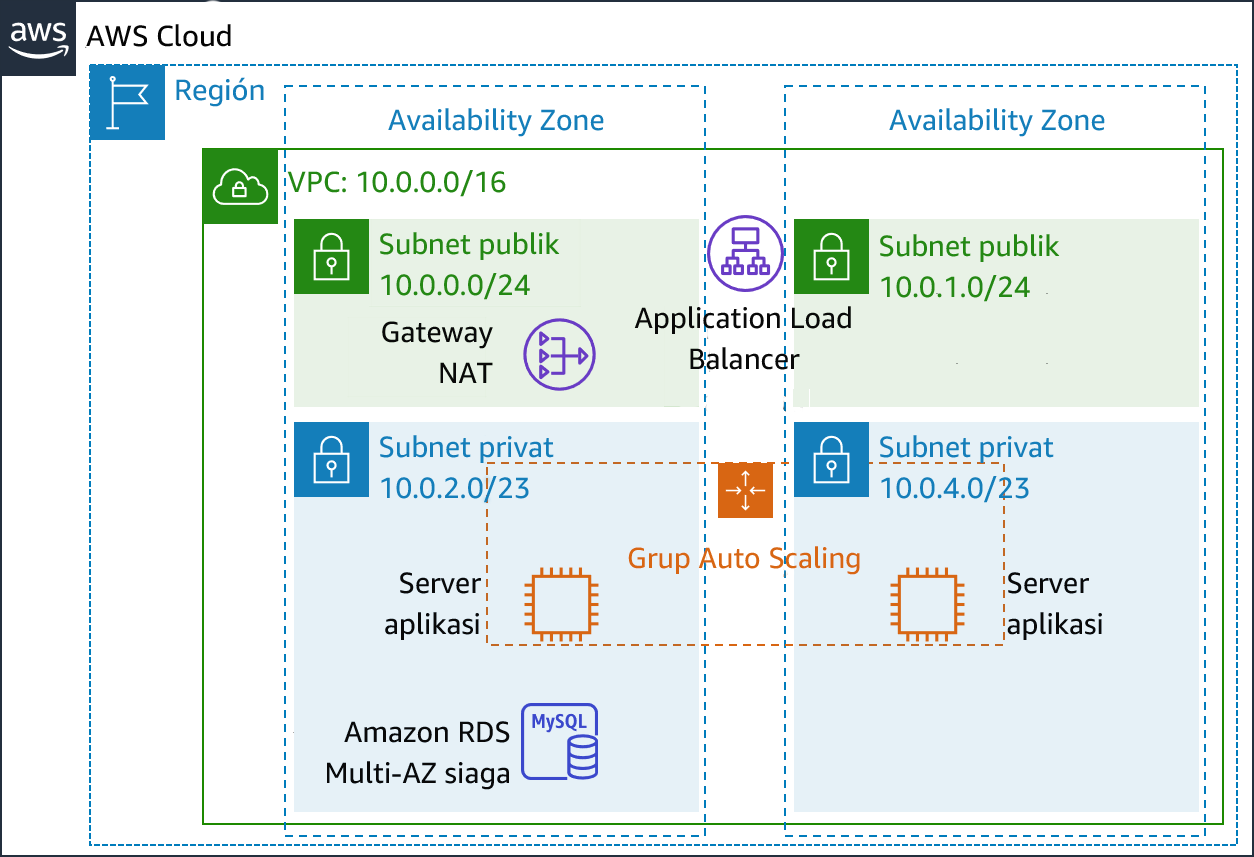 aws
AWS Cloud
Región
Availability Zone
Availability Zone
VPC: 10.0.0.0/16
Subnet publik
10.0.0.0/24
Gateway
NAT
Application Load
Balancer
Subnet publik
10.0.1.0/24
Subnet privat
10.0.2.0/23
Subnet privat
10.0.4.0/23
Grup Auto Scaling
Server
aplikasi
Server
aplikasi
Amazon RDS
Multi-AZ siaga
MySQL